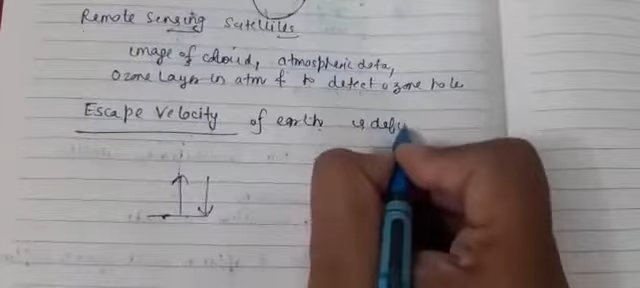 Remote Sensing Satellites
image of cloud, atmospheric data,
Ozone Layer in atm & to detect ozone hole
Escape Velocity of earth is defi